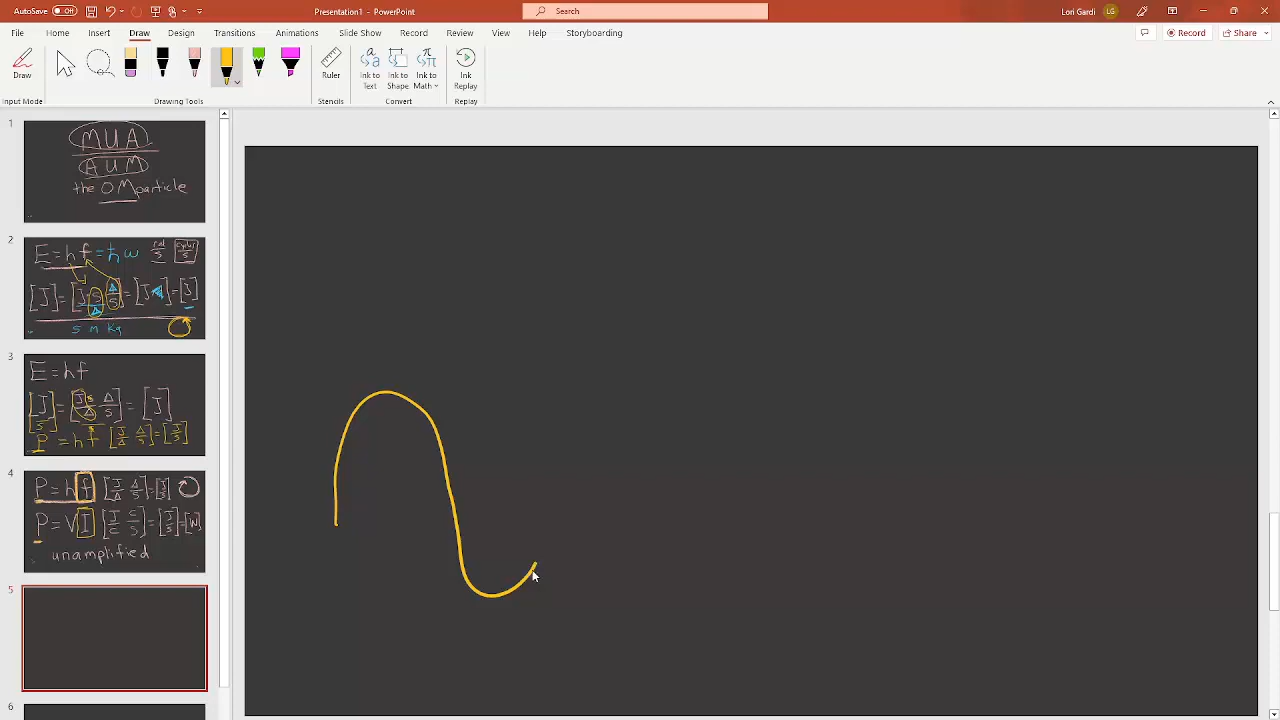 AutoSave Off Presentation1 - PowerPoint Search Lori Gardi LG
File Home Insert Draw Design Transitions Animations Slide Show Record Review View Help Storyboarding Record Share
Draw Ruler Ink to Text Ink to Shape Ink to Math Ink Replay
Input Mode Drawing Tools Stencils Convert Replay
1
MUA
AUM
the OM particle
2
E = hf = ħω rad/s
s m Kg
3
E = hf
P = hf
4
P = hf
P = VI
unamplified
5
6